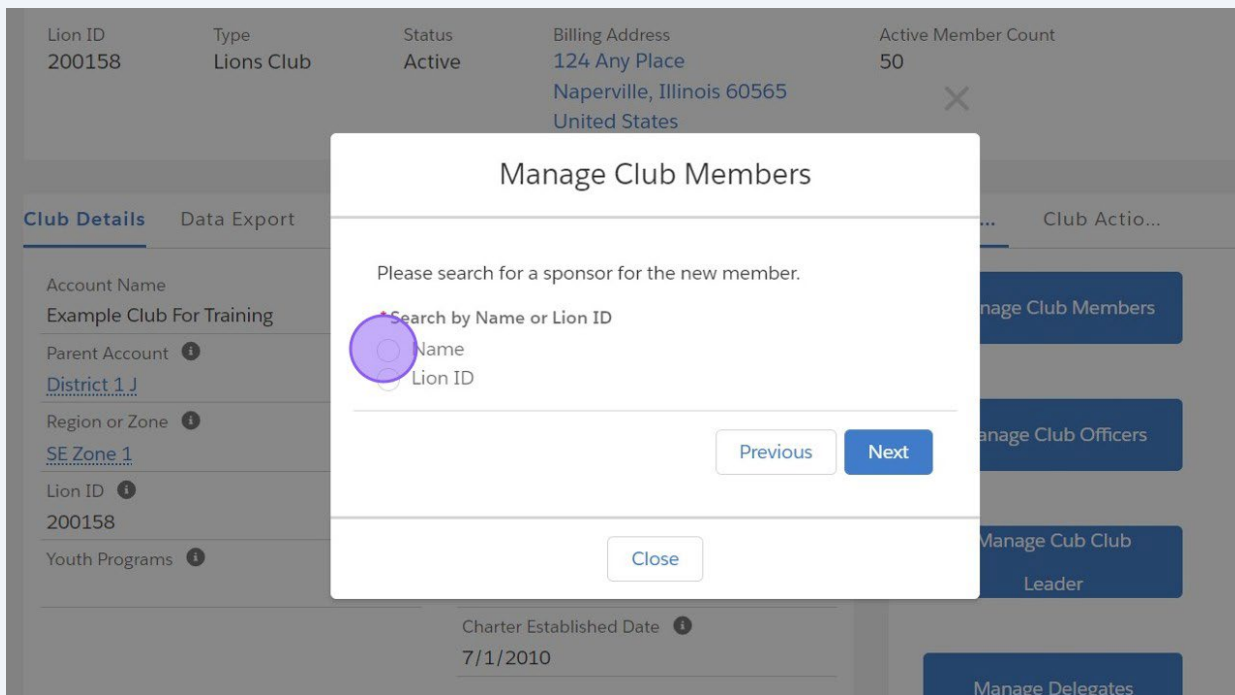 Lion ID
200158
Type
Lions Club
Status
Active
Billing Address
124 Any Place
Naperville, Illinois 60565
United States
Active Member Count
50
Manage Club Members
Club Details
Data Export
...
Club Actio...
Please search for a sponsor for the new member.
*Search by Name or Lion ID
Name
Lion ID
Previous
Next
Close
Account Name
Example Club For Training
Parent Account
District 1 J
Region or Zone
SE Zone 1
Lion ID
200158
Youth Programs
Charter Established Date
7/1/2010
nage Club Members
anage Club Officers
Manage Cub Club
Leader
Manage Delegates